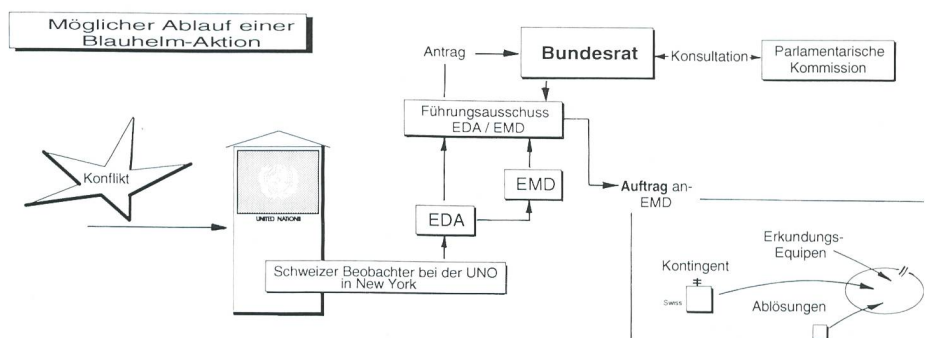 Möglicher Ablauf einer
Blauhelm-Aktion
Antrag
Bundesrat
Konsultation
Parlamentarische
Kommission
Führungsausschuss
EDA / EMD
Konflikt
EMD
Auftrag an-
EMD
UNITED NATIONS
EDA
Schweizer Beobachter bei der UNO
in New York
Erkundungs-
Equipen
Kontingent
Swiss
Ablösungen